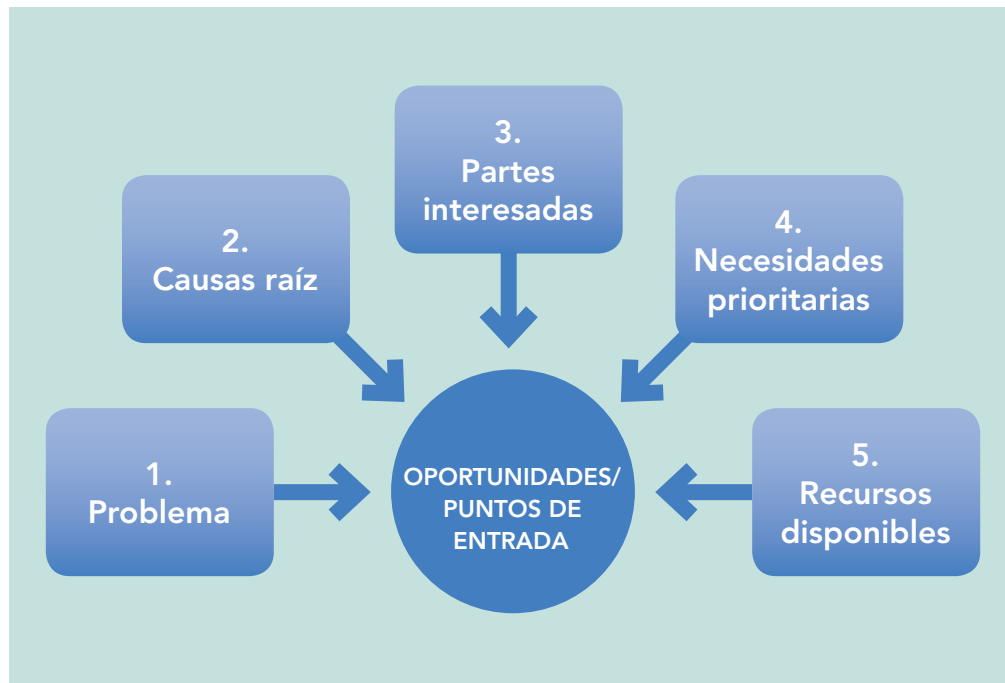 1.
Problema
2.
Causas raíz
3.
Partes
interesadas
4.
Necesidades
prioritarias
5.
Recursos
disponibles
OPORTUNIDADES/
PUNTOS DE
ENTRADA